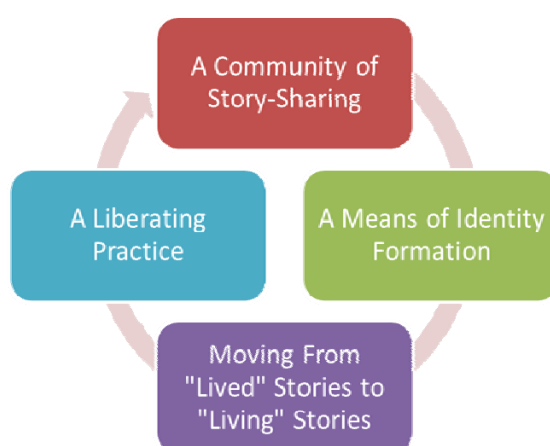 A Community of
Story-Sharing
A Liberating
Practice
A Means of Identity
Formation
Moving From
"Lived" Stories to
"Living" Stories